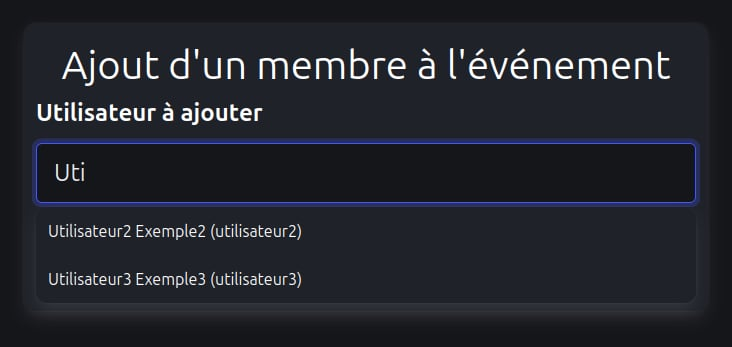 Ajout d'un membre à l'événement
Utilisateur à ajouter
Uti
Utilisateur2 Exemple2 (utilisateur2)
Utilisateur3 Exemple3 (utilisateur3)